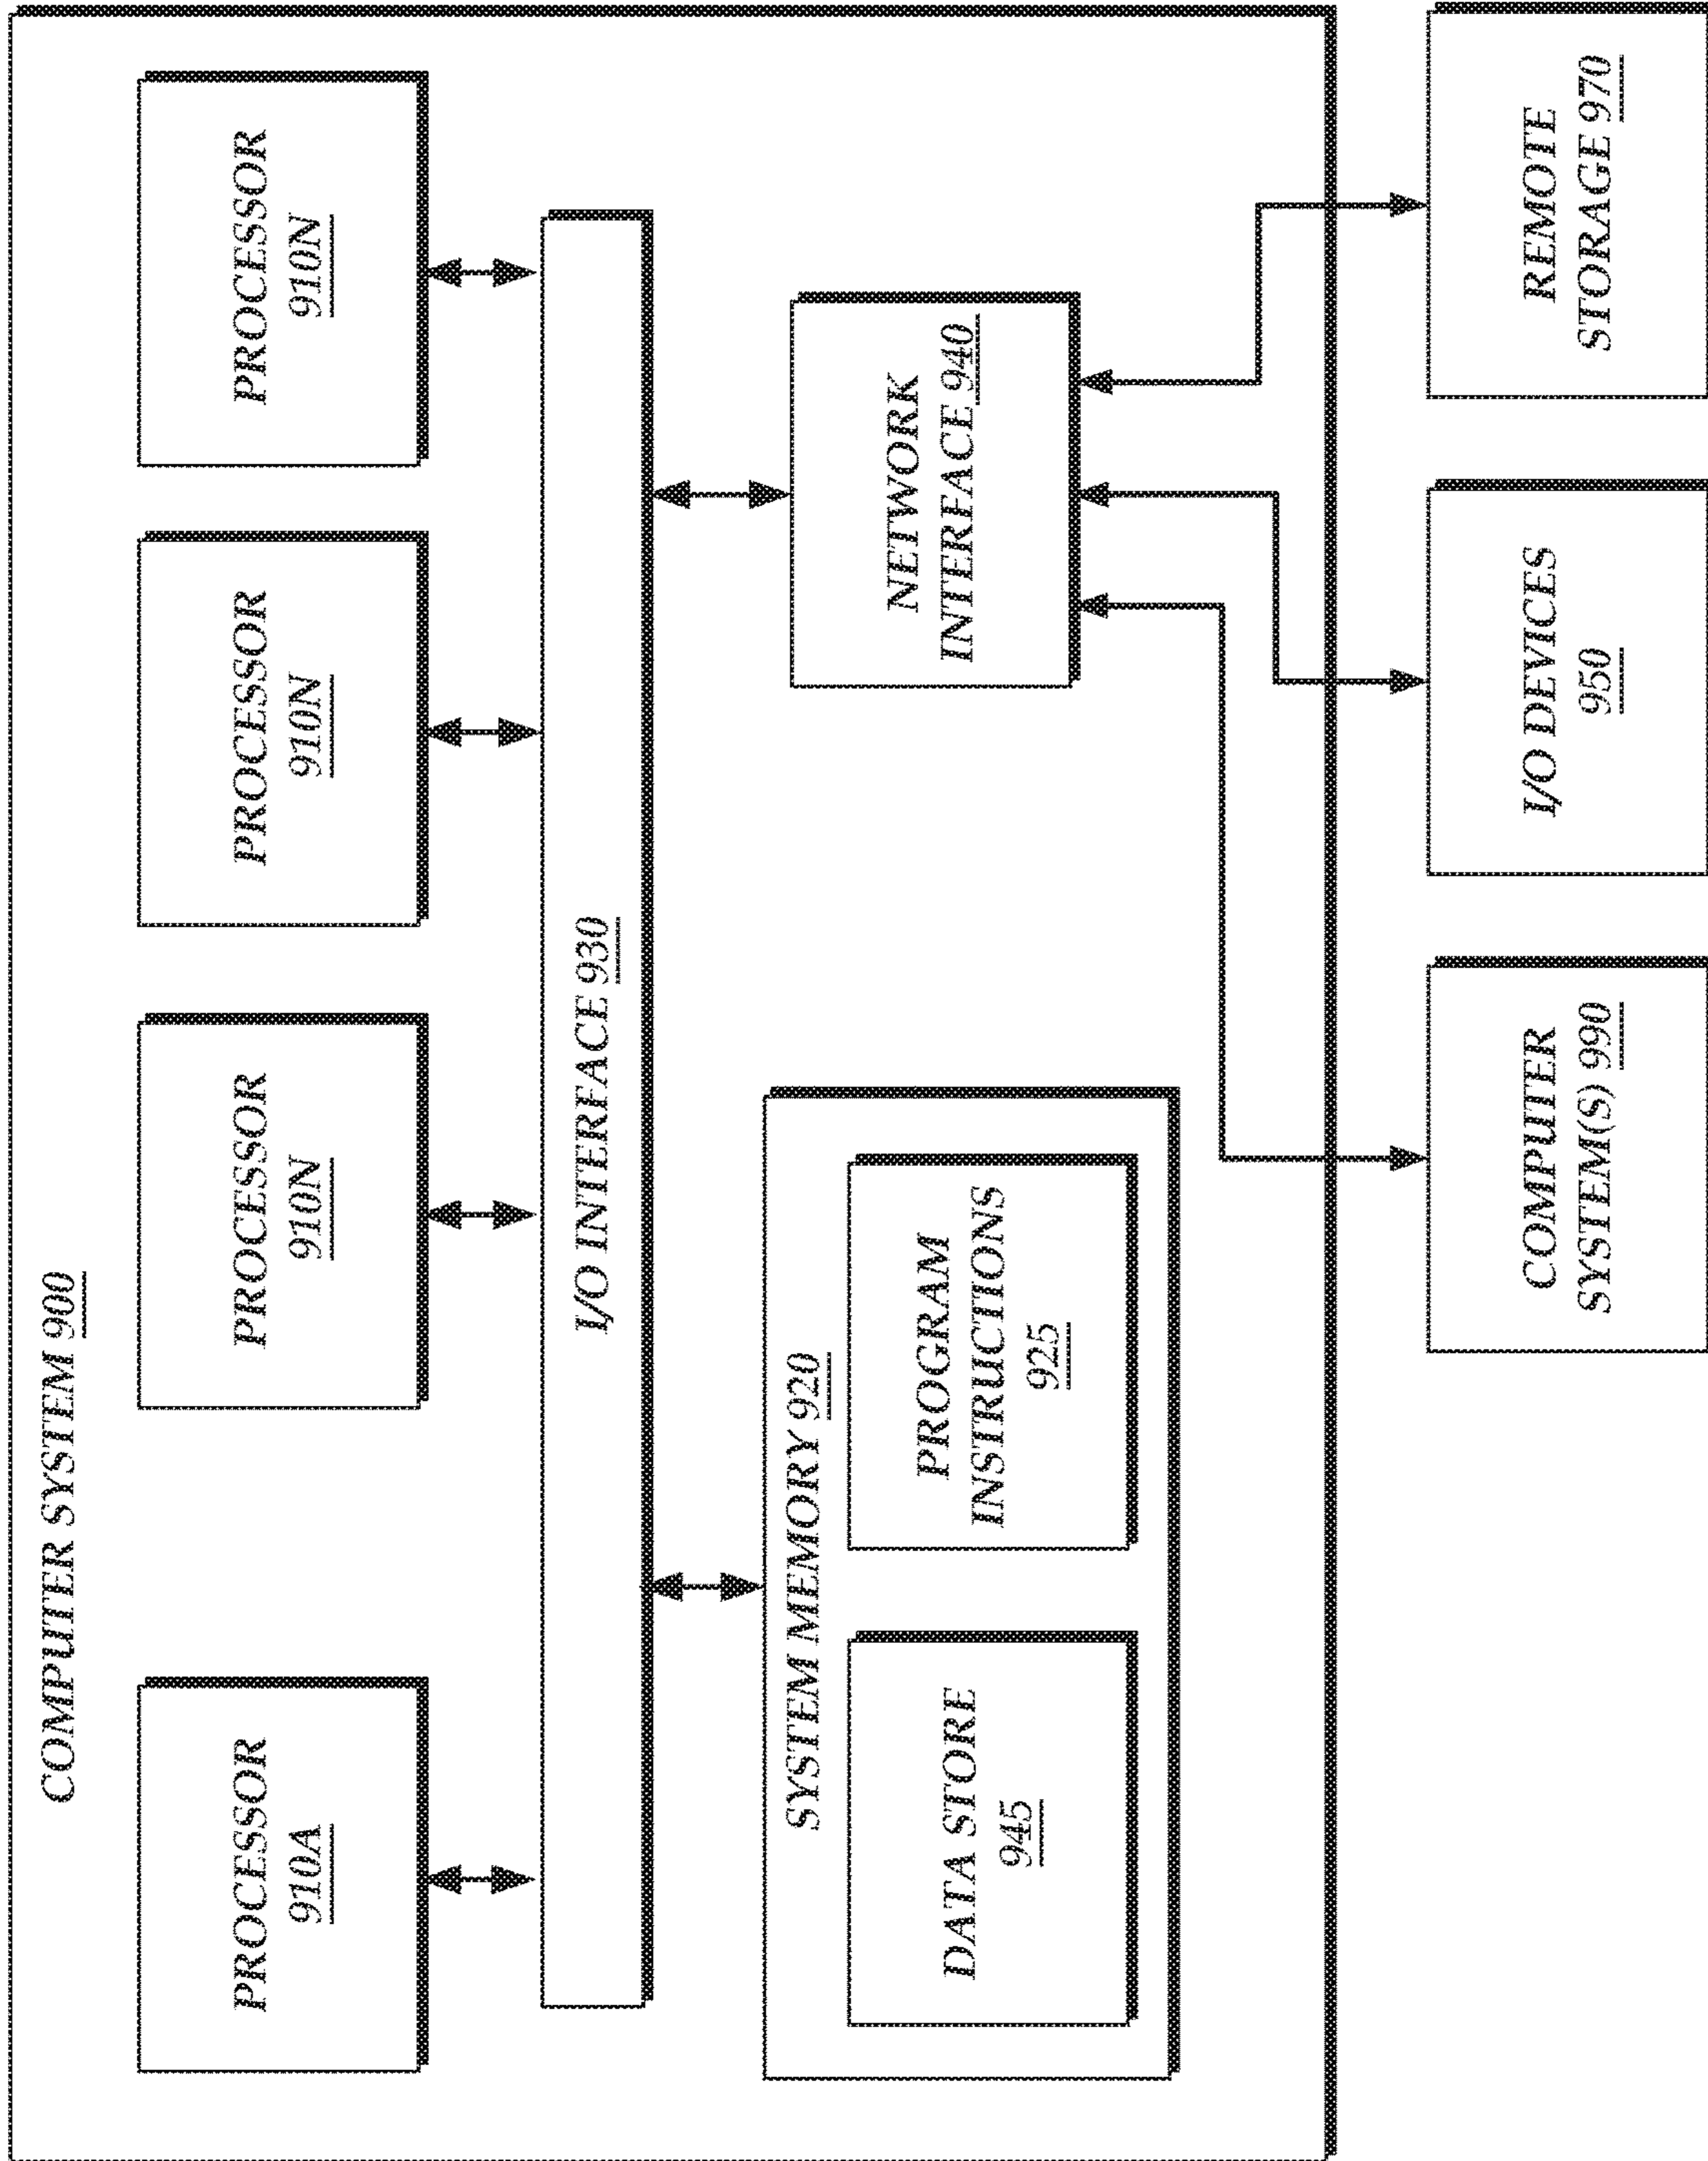 COMPUTER SYSTEM 900
PROCESSOR
910A
PROCESSOR
910N
PROCESSOR
910N
PROCESSOR
910N
I/O INTERFACE 930
SYSTEM MEMORY 920
DATA STORE
945
PROGRAM
INSTRUCTIONS
925
NETWORK
INTERFACE 940
COMPUTER
SYSTEM(S) 990
I/O DEVICES
950
REMOTE
STORAGE 970